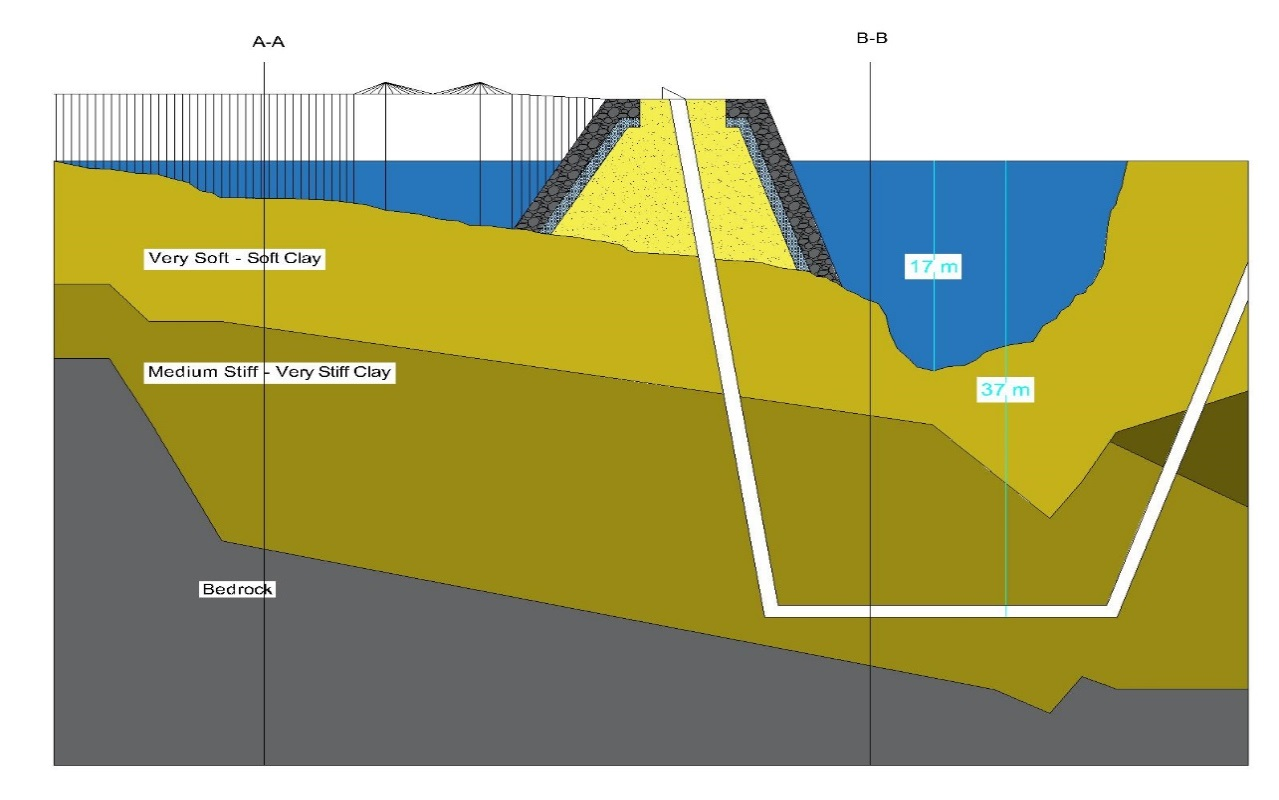 A-A
B-B
Very Soft - Soft Clay
17 m
Medium Stiff - Very Stiff Clay
37 m
Bedrock